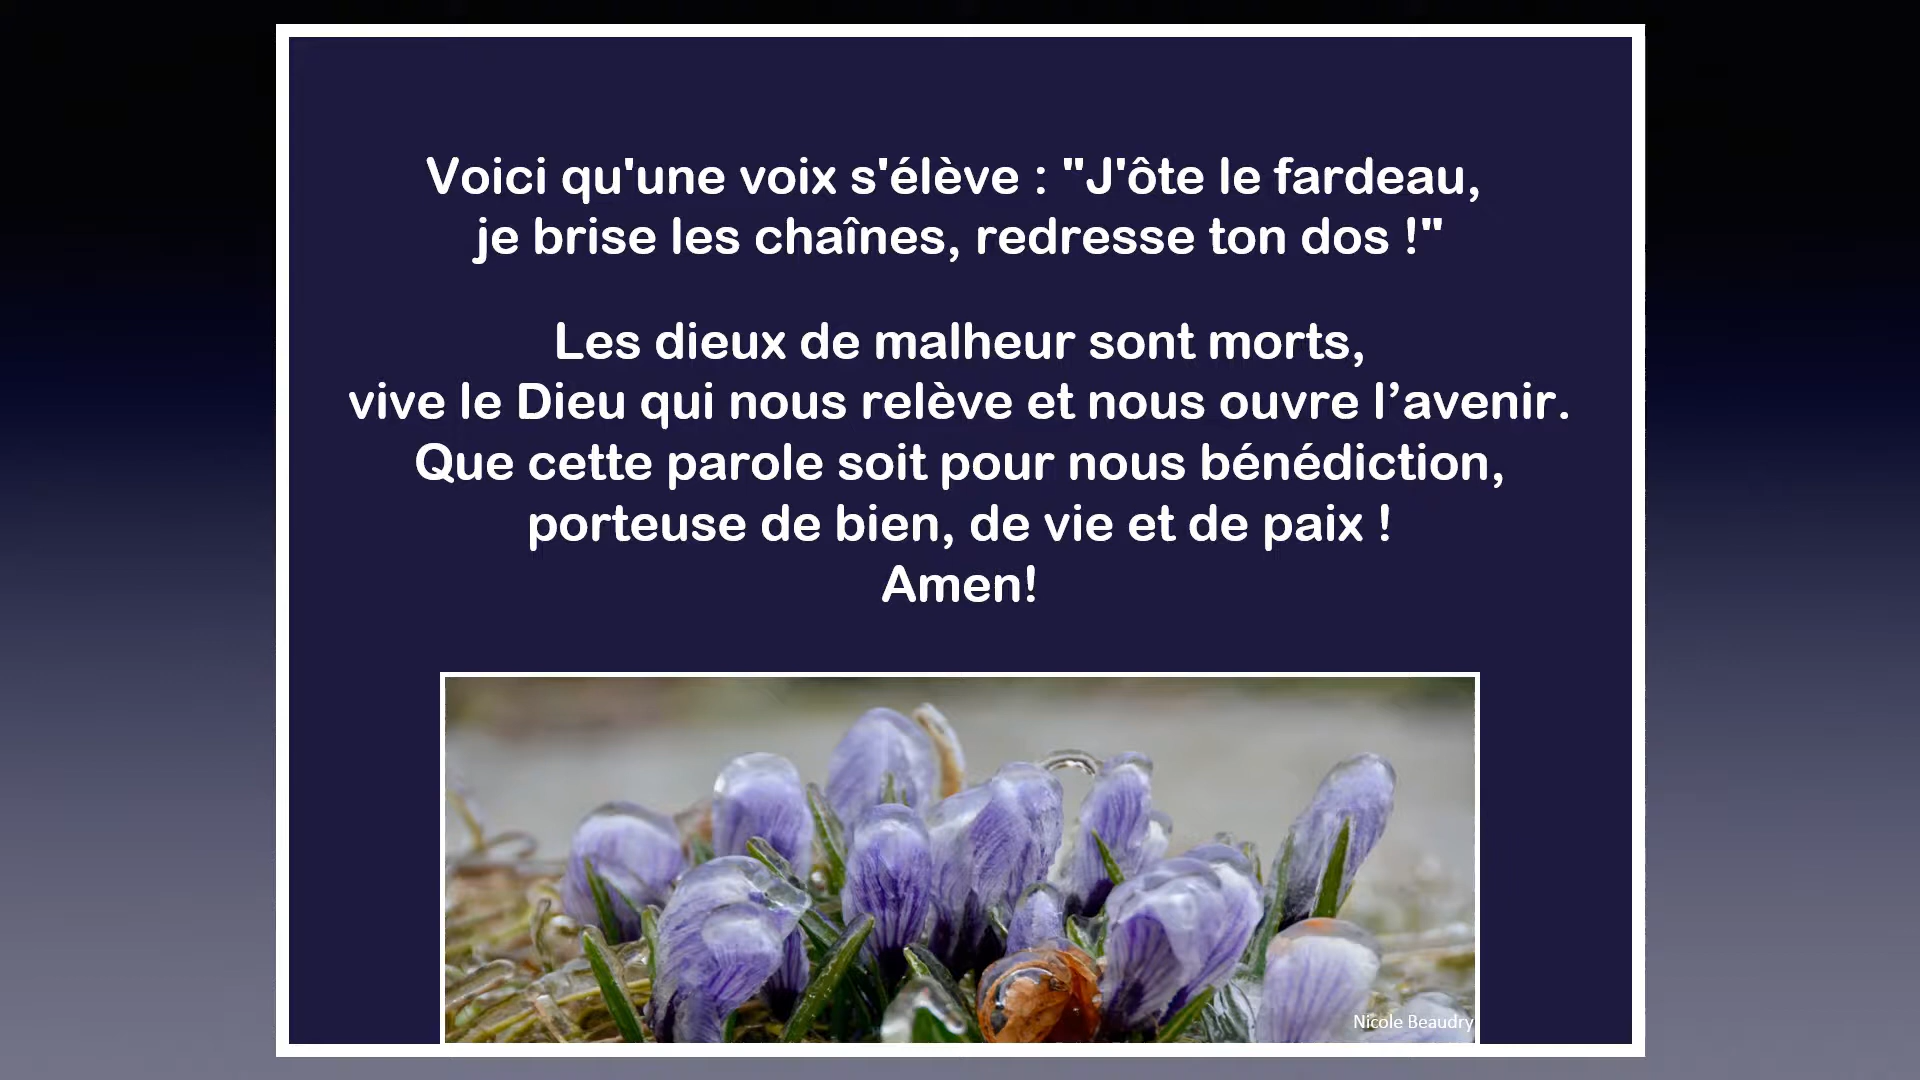 Voici qu'une voix s'élève : "J'ôte le fardeau,
je brise les chaînes, redresse ton dos !"
Les dieux de malheur sont morts,
vive le Dieu qui nous relève et nous ouvre l’avenir.
Que cette parole soit pour nous bénédiction,
porteuse de bien, de vie et de paix !
Amen!
Nicole Beaudry